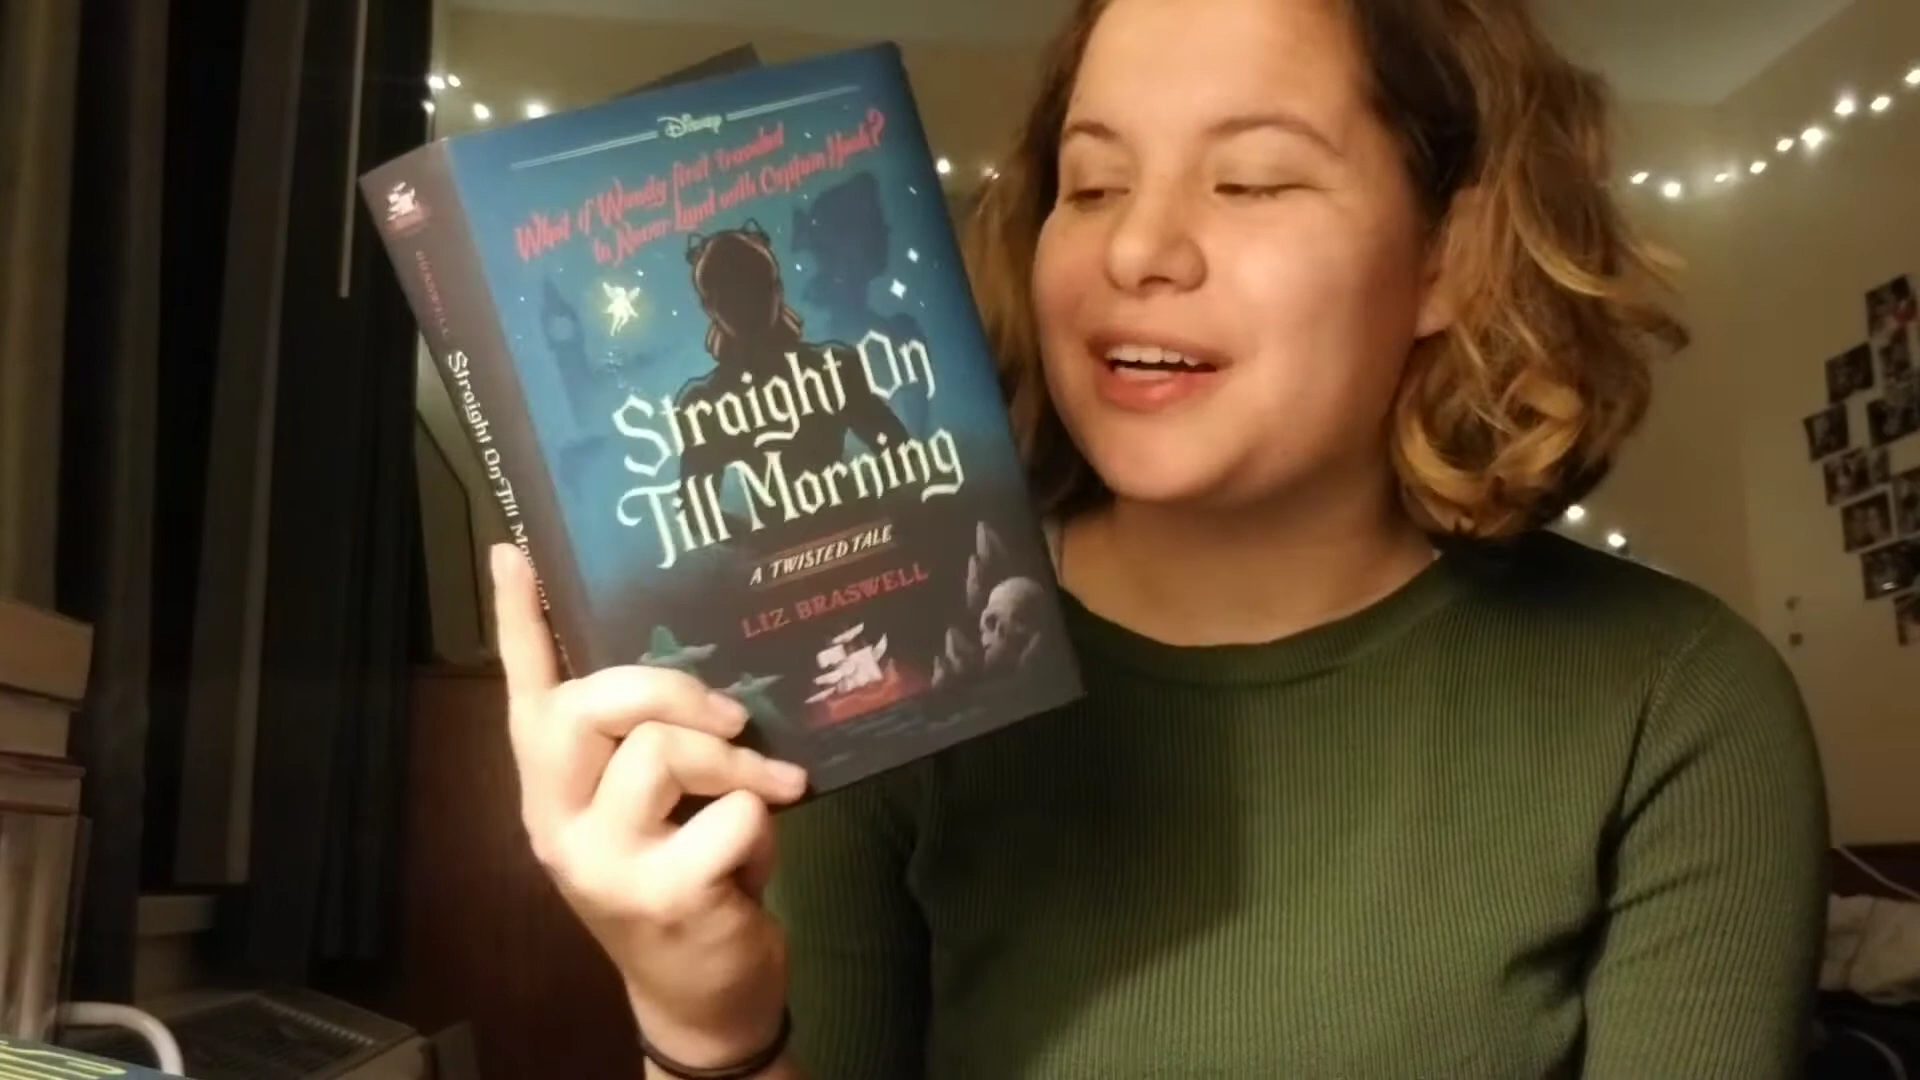 Disney
What if Wendy first traveled
to Never Land with Captain Hook?
Straight On
Till Morning
A TWISTED TALE
LIZ BRASWELL
BRASWELL Straight On Till Morning